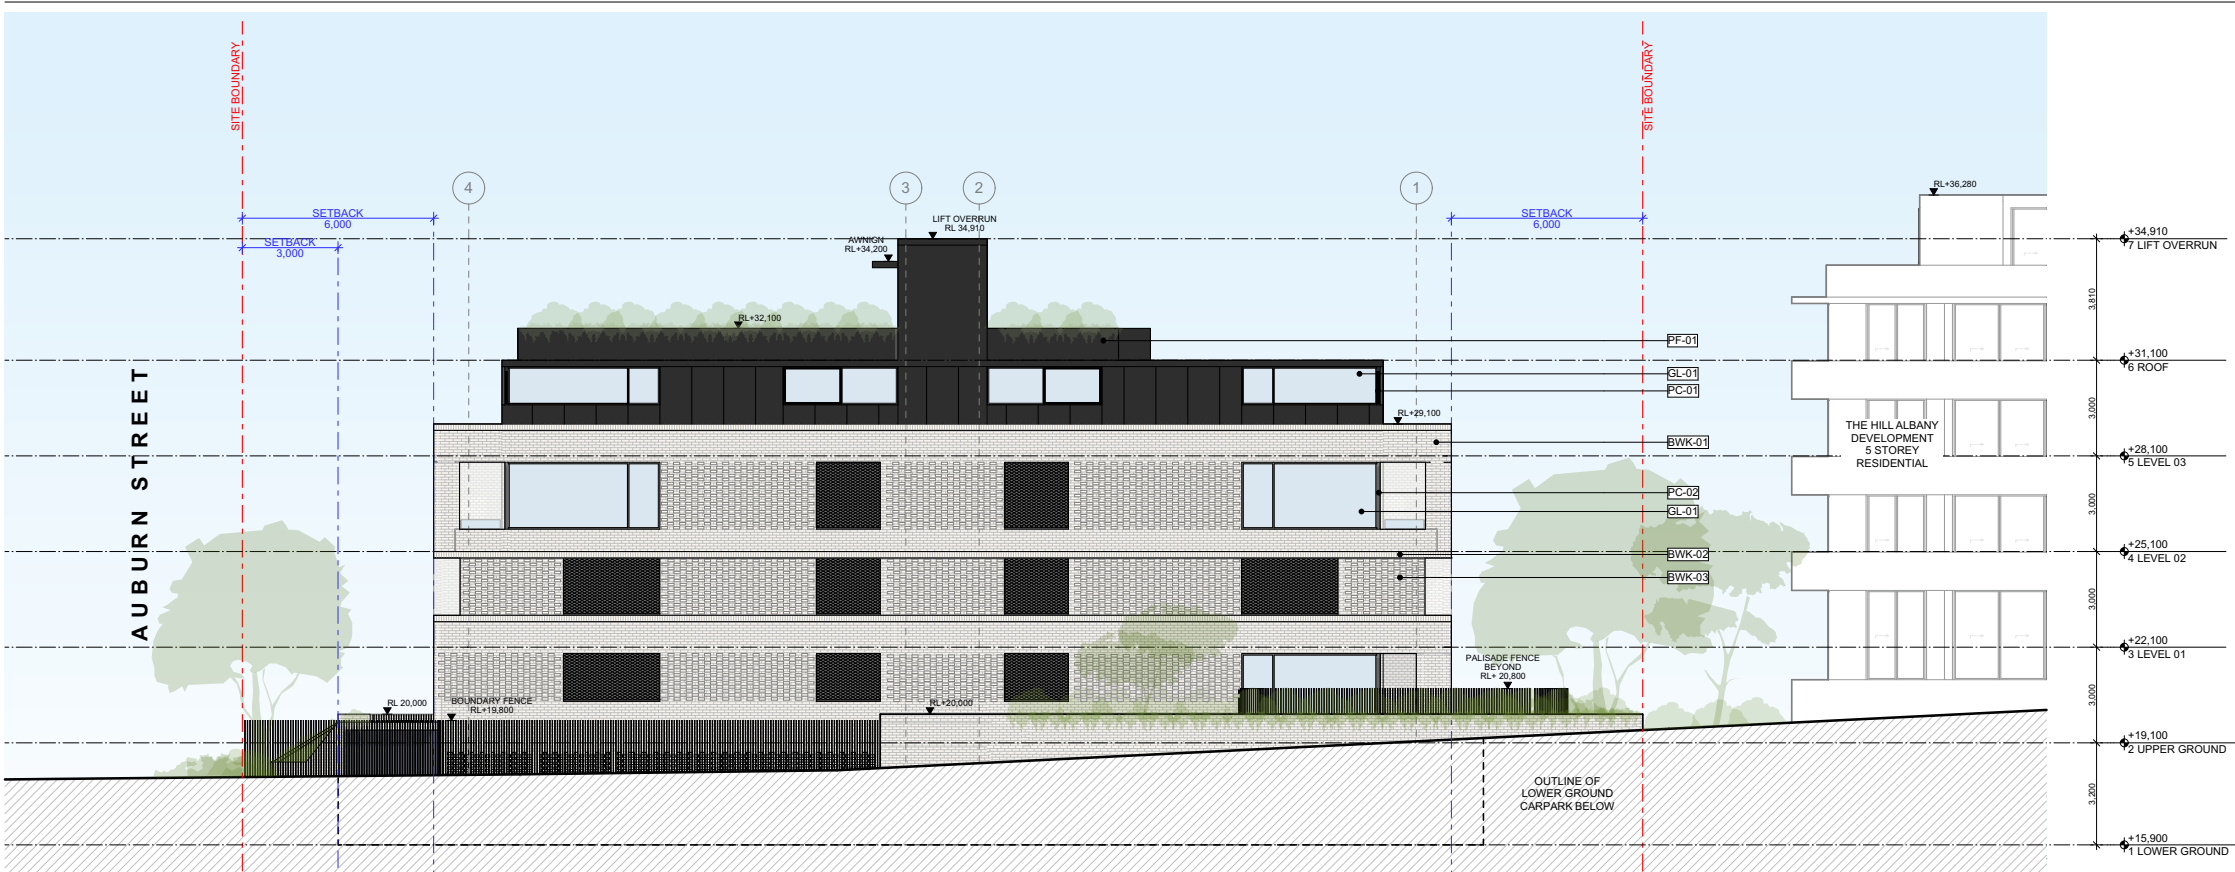 SITE BOUNDARY
SITE BOUNDARY
4
3
2
1
SETBACK
6,000
SETBACK
3,000
SETBACK
6,000
RL+36,280
LIFT OVERRUN
RL 34,910
AWNIGN
RL+34,200
+34,910
7 LIFT OVERRUN
3,810
RL+32,100
PF-01
+31,100
6 ROOF
GL-01
PC-01
3,000
RL+29,100
BWK-01
THE HILL ALBANY
DEVELOPMENT
5 STOREY
RESIDENTIAL
+28,100
5 LEVEL 03
PC-02
GL-01
3,000
AUBURN STREET
BWK-02
+25,100
4 LEVEL 02
BWK-03
3,000
+22,100
3 LEVEL 01
PALISADE FENCE
BEYOND
RL+ 20,800
3,000
RL 20,000
BOUNDARY FENCE
RL+19,800
RL+20,000
+19,100
2 UPPER GROUND
OUTLINE OF
LOWER GROUND
CARPARK BELOW
3,200
+15,900
1 LOWER GROUND